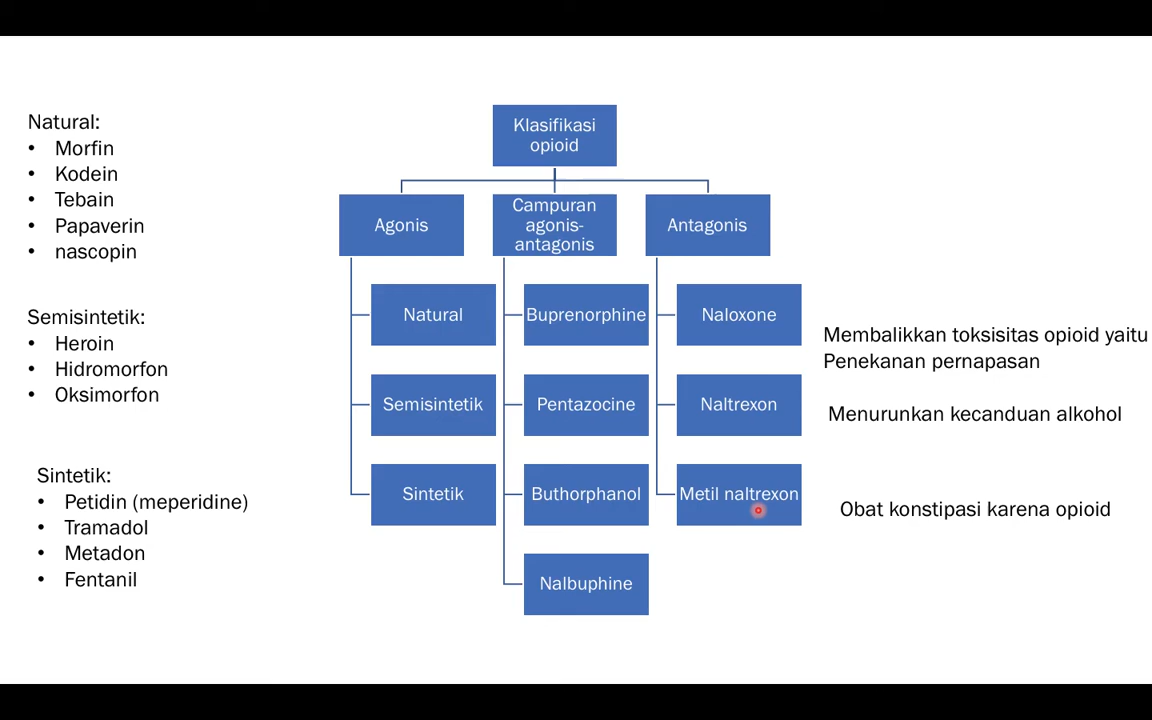 Natural:
• Morfin
• Kodein
• Tebain
• Papaverin
• nascopin
Semisintetik:
• Heroin
• Hidromorfon
• Oksimorfon
Sintetik:
• Petidin (meperidine)
• Tramadol
• Metadon
• Fentanil
Klasifikasi
opioid
Agonis
Natural
Semisintetik
Sintetik
Campuran
agonis-
antagonis
Buprenorphine
Pentazocine
Buthorphanol
Nalbuphine
Antagonis
Naloxone
Naltrexon
Metil naltrexon
Membalikkan toksisitas opioid yaitu
Penekanan pernapasan
Menurunkan kecanduan alkohol
Obat konstipasi karena opioid